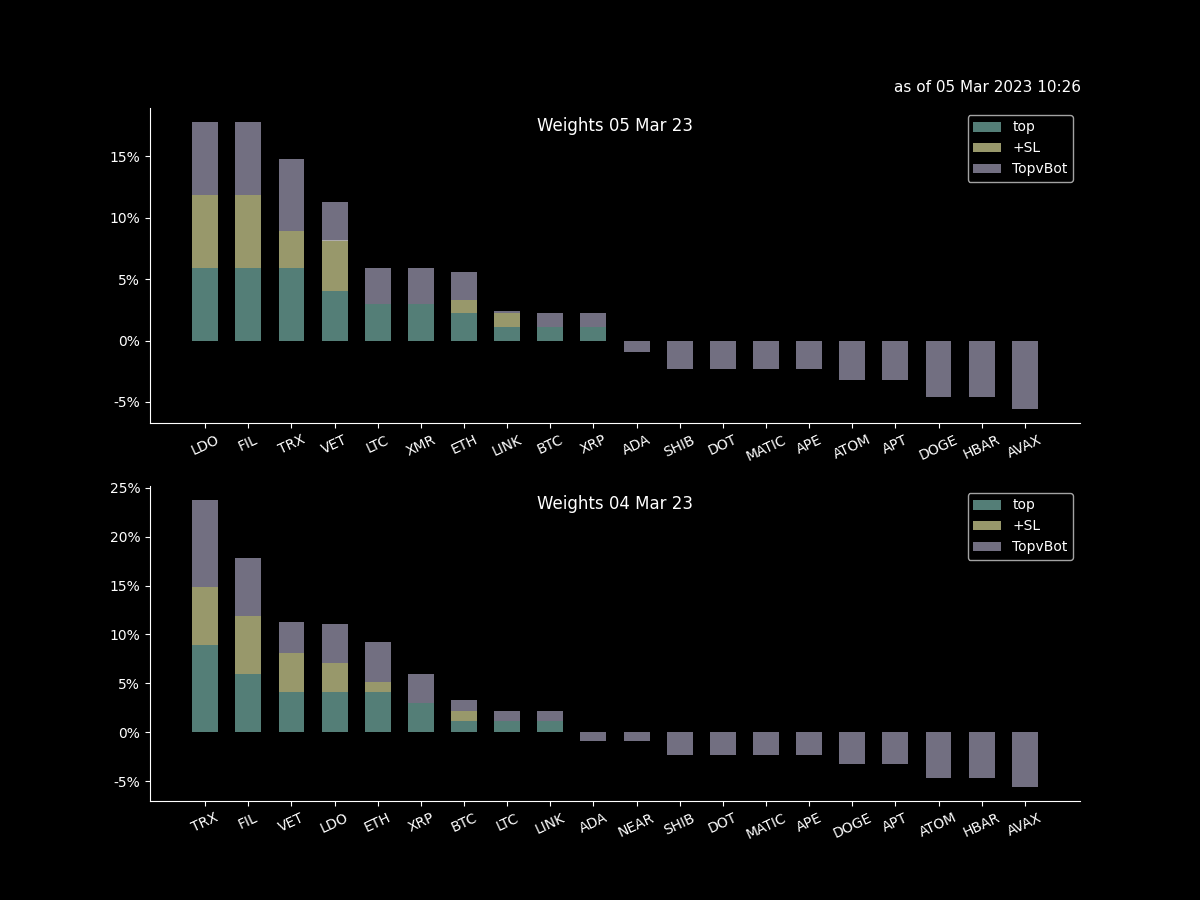 as of 05 Mar 2023 10:26
Weights 05 Mar 23
top
+SL
TopvBot
15%
10%
5%
0%
-5%
LDO FIL TRX VET LTC XMR ETH LINK BTC XRP ADA SHIB DOT MATIC APE ATOM APT DOGE HBAR AVAX
Weights 04 Mar 23
top
+SL
TopvBot
25%
20%
15%
10%
5%
0%
-5%
TRX FIL VET LDO ETH XRP BTC LTC LINK ADA NEAR SHIB DOT MATIC APE DOGE APT ATOM HBAR AVAX